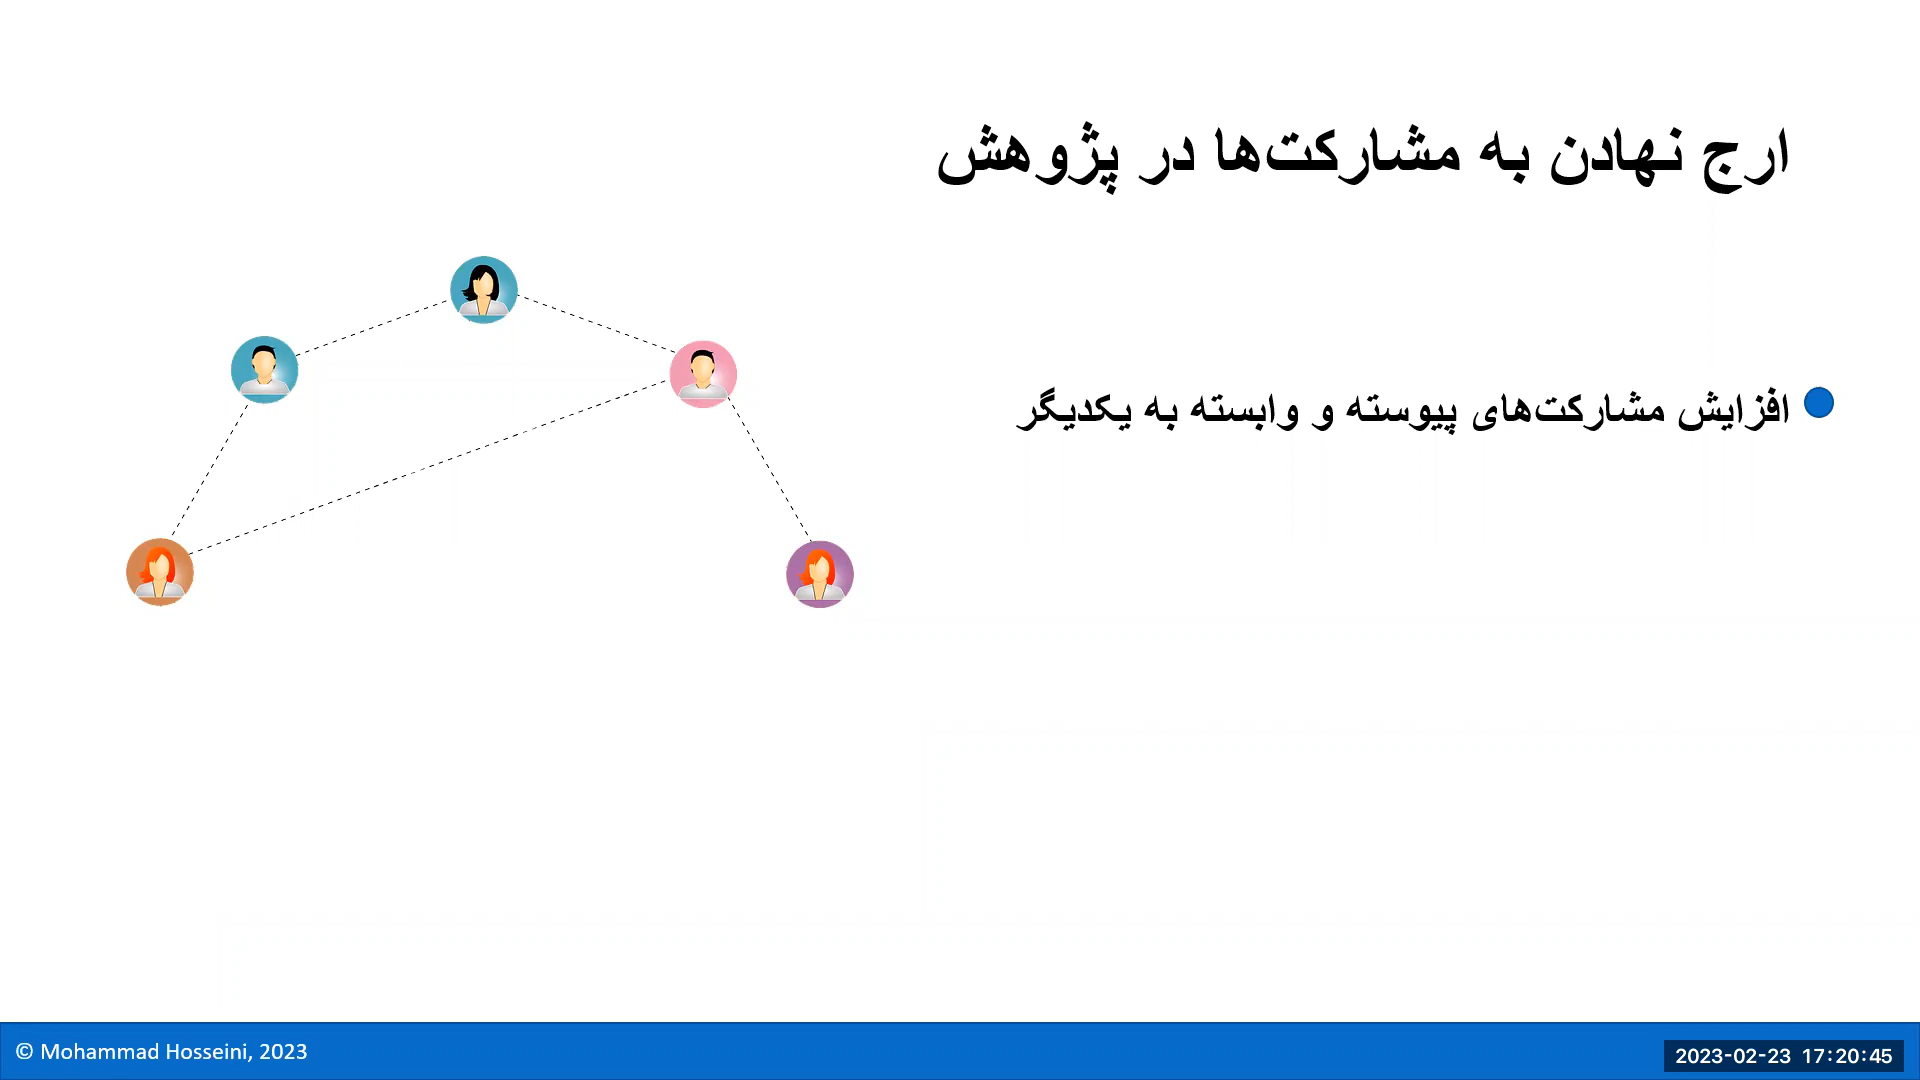 ارج نهادن به مشارکت‌ها در پژوهش
افزایش مشارکت‌های پیوسته و وابسته به یکدیگر
© Mohammad Hosseini, 2023
2023-02-23 17:20:45